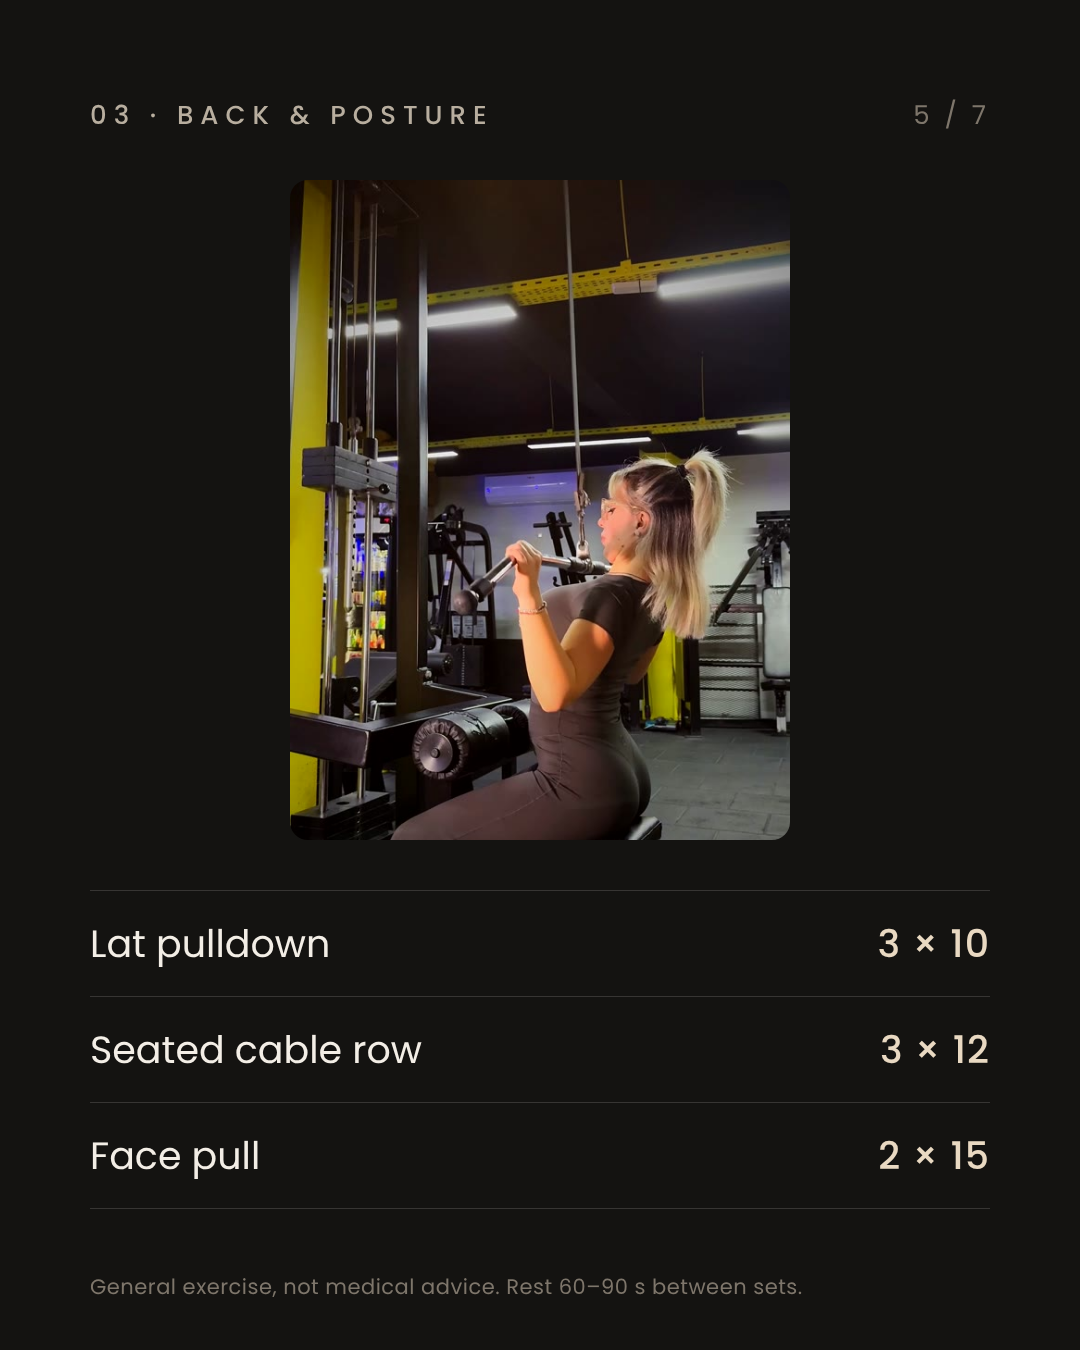 03 · BACK & POSTURE
5 / 7
Lat pulldown
3 × 10
Seated cable row
3 × 12
Face pull
2 × 15
General exercise, not medical advice. Rest 60–90 s between sets.